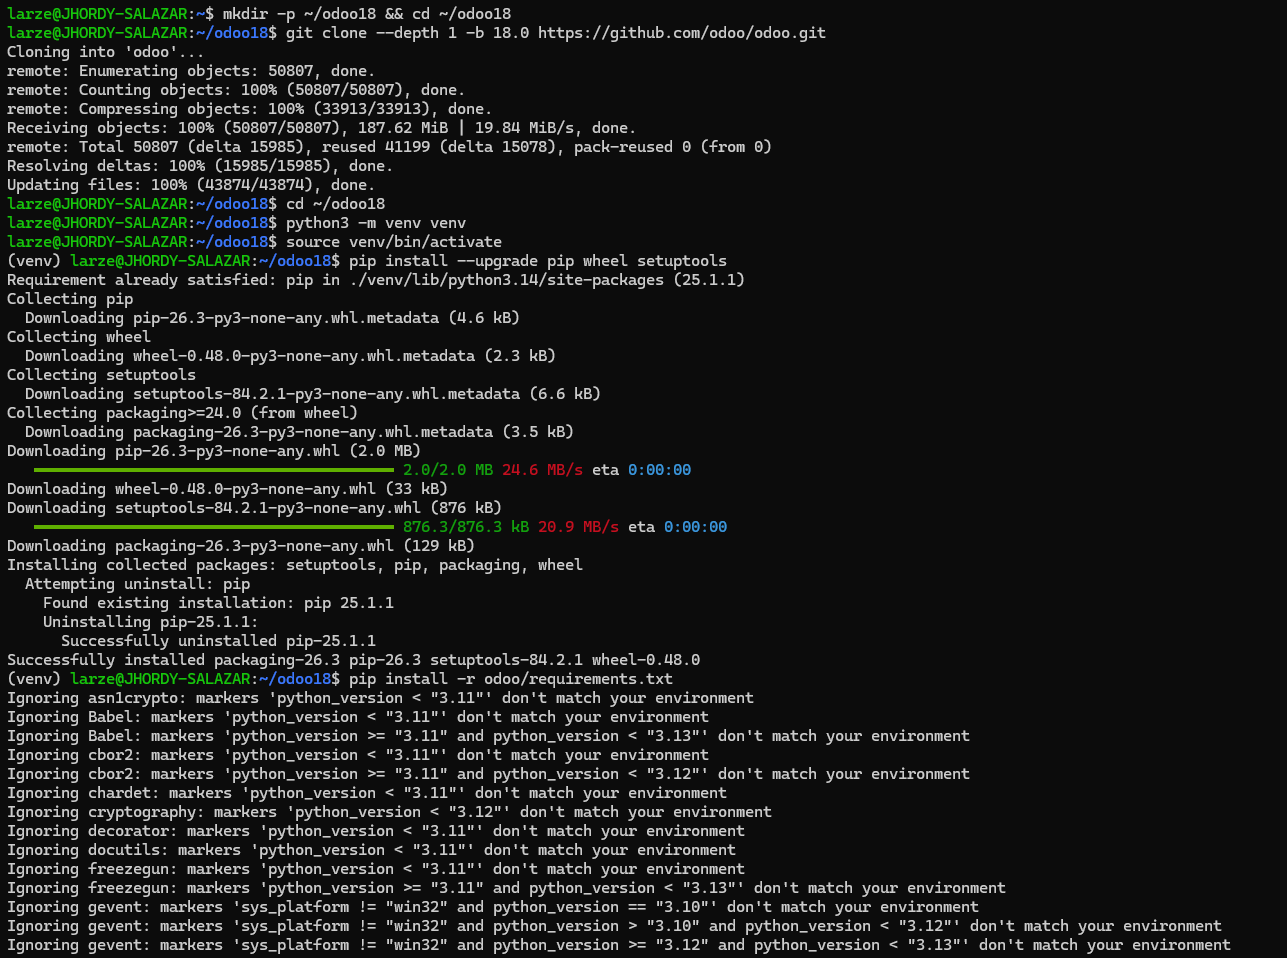 larze@JHORDY-SALAZAR:~$ mkdir -p ~/odoo18 && cd ~/odoo18
larze@JHORDY-SALAZAR:~/odoo18$ git clone --depth 1 -b 18.0 https://github.com/odoo/odoo.git
Cloning into 'odoo'...
remote: Enumerating objects: 50807, done.
remote: Counting objects: 100% (50807/50807), done.
remote: Compressing objects: 100% (33913/33913), done.
Receiving objects: 100% (50807/50807), 187.62 MiB | 19.84 MiB/s, done.
remote: Total 50807 (delta 15985), reused 41199 (delta 15078), pack-reused 0 (from 0)
Resolving deltas: 100% (15985/15985), done.
Updating files: 100% (43874/43874), done.
larze@JHORDY-SALAZAR:~/odoo18$ cd ~/odoo18
larze@JHORDY-SALAZAR:~/odoo18$ python3 -m venv venv
larze@JHORDY-SALAZAR:~/odoo18$ source venv/bin/activate
(venv) larze@JHORDY-SALAZAR:~/odoo18$ pip install --upgrade pip wheel setuptools
Requirement already satisfied: pip in ./venv/lib/python3.14/site-packages (25.1.1)
Collecting pip
  Downloading pip-26.3-py3-none-any.whl.metadata (4.6 kB)
Collecting wheel
  Downloading wheel-0.48.0-py3-none-any.whl.metadata (2.3 kB)
Collecting setuptools
  Downloading setuptools-84.2.1-py3-none-any.whl.metadata (6.6 kB)
Collecting packaging>=24.0 (from wheel)
  Downloading packaging-26.3-py3-none-any.whl.metadata (3.5 kB)
Downloading pip-26.3-py3-none-any.whl (2.0 MB)
2.0/2.0 MB 24.6 MB/s eta 0:00:00
Downloading wheel-0.48.0-py3-none-any.whl (33 kB)
Downloading setuptools-84.2.1-py3-none-any.whl (876 kB)
876.3/876.3 kB 20.9 MB/s eta 0:00:00
Downloading packaging-26.3-py3-none-any.whl (129 kB)
Installing collected packages: setuptools, pip, packaging, wheel
  Attempting uninstall: pip
    Found existing installation: pip 25.1.1
    Uninstalling pip-25.1.1:
      Successfully uninstalled pip-25.1.1
Successfully installed packaging-26.3 pip-26.3 setuptools-84.2.1 wheel-0.48.0
(venv) larze@JHORDY-SALAZAR:~/odoo18$ pip install -r odoo/requirements.txt
Ignoring asn1crypto: markers 'python_version < "3.11"' don't match your environment
Ignoring Babel: markers 'python_version < "3.11"' don't match your environment
Ignoring Babel: markers 'python_version >= "3.11" and python_version < "3.13"' don't match your environment
Ignoring cbor2: markers 'python_version < "3.11"' don't match your environment
Ignoring cbor2: markers 'python_version >= "3.11" and python_version < "3.12"' don't match your environment
Ignoring chardet: markers 'python_version < "3.11"' don't match your environment
Ignoring cryptography: markers 'python_version < "3.12"' don't match your environment
Ignoring decorator: markers 'python_version < "3.11"' don't match your environment
Ignoring docutils: markers 'python_version < "3.11"' don't match your environment
Ignoring freezegun: markers 'python_version < "3.11"' don't match your environment
Ignoring freezegun: markers 'python_version >= "3.11" and python_version < "3.13"' don't match your environment
Ignoring gevent: markers 'sys_platform != "win32" and python_version == "3.10"' don't match your environment
Ignoring gevent: markers 'sys_platform != "win32" and python_version > "3.10" and python_version < "3.12"' don't match your environment
Ignoring gevent: markers 'sys_platform != "win32" and python_version >= "3.12" and python_version < "3.13"' don't match your environment